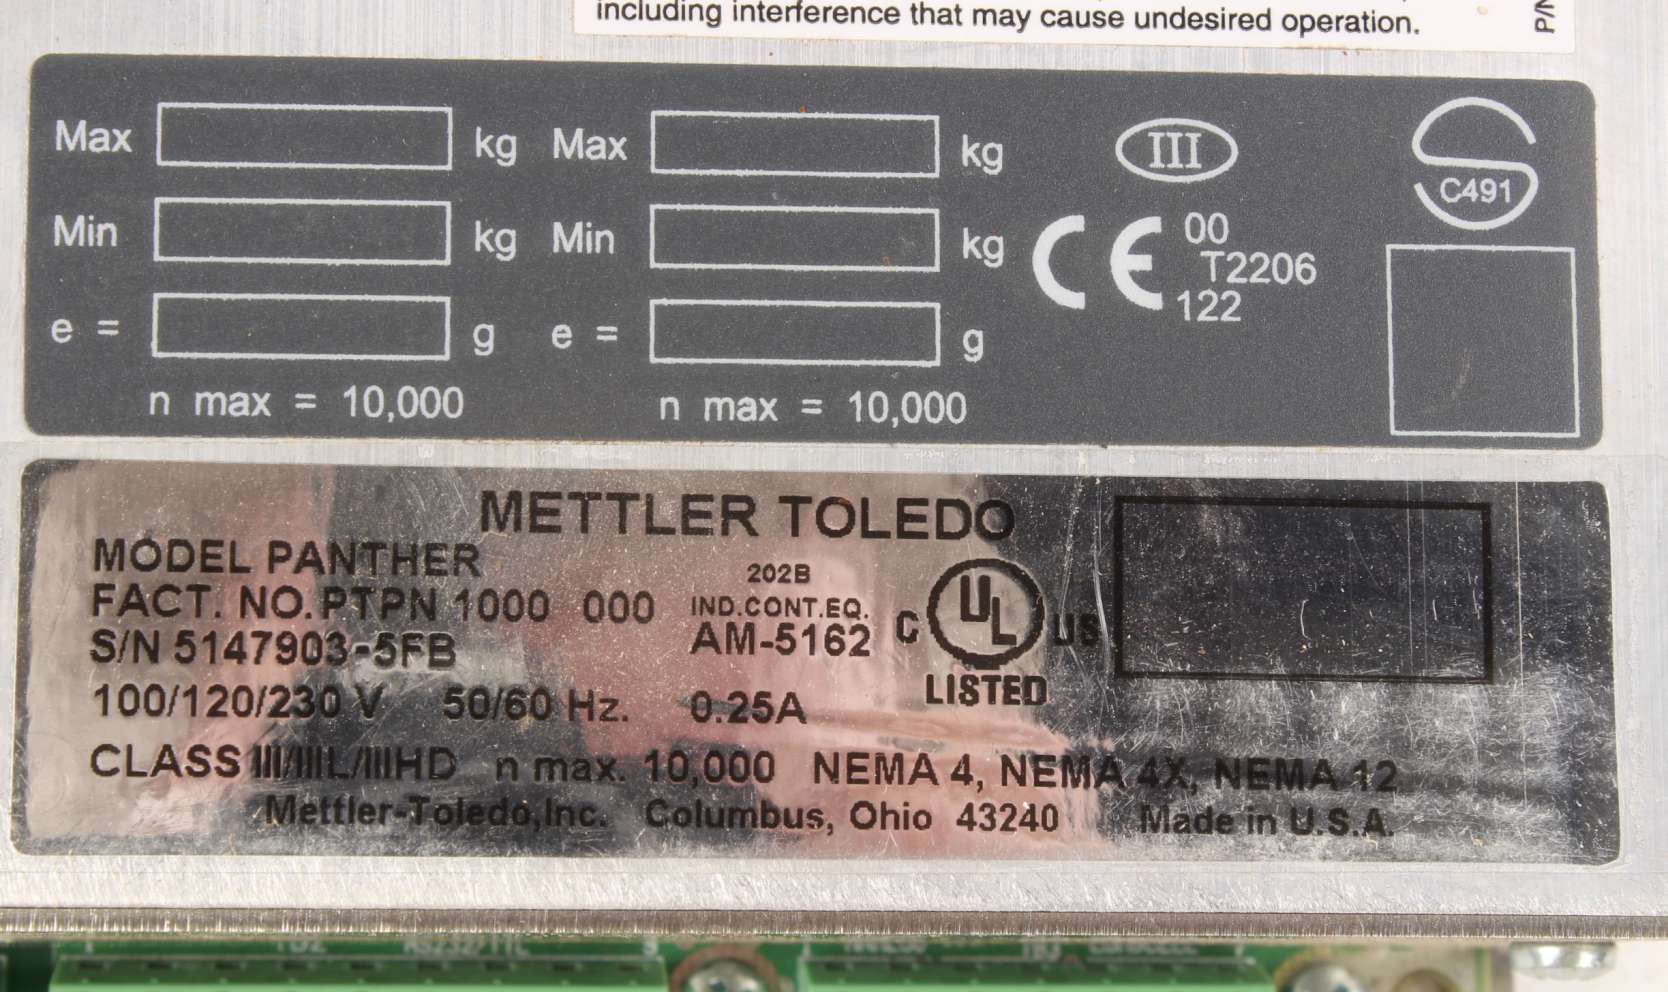 including interference that may cause undesired operation.
P/N
Max kg Max kg
III
C491
Min kg Min kg
00
T2206
122
CE
e = g e = g
n max = 10,000 n max = 10,000
METTLER TOLEDO
MODEL PANTHER
FACT. NO. PTPN 1000 000
S/N 5147903-5FB
202B
IND.CONT.EQ.
AM-5162
C UL US
LISTED
100/120/230 V 50/60 Hz. 0.25A
CLASS III/IIIL/IIIHD n max. 10,000 NEMA 4, NEMA 4X, NEMA 12
Mettler-Toledo,Inc. Columbus, Ohio 43240 Made in U.S.A.